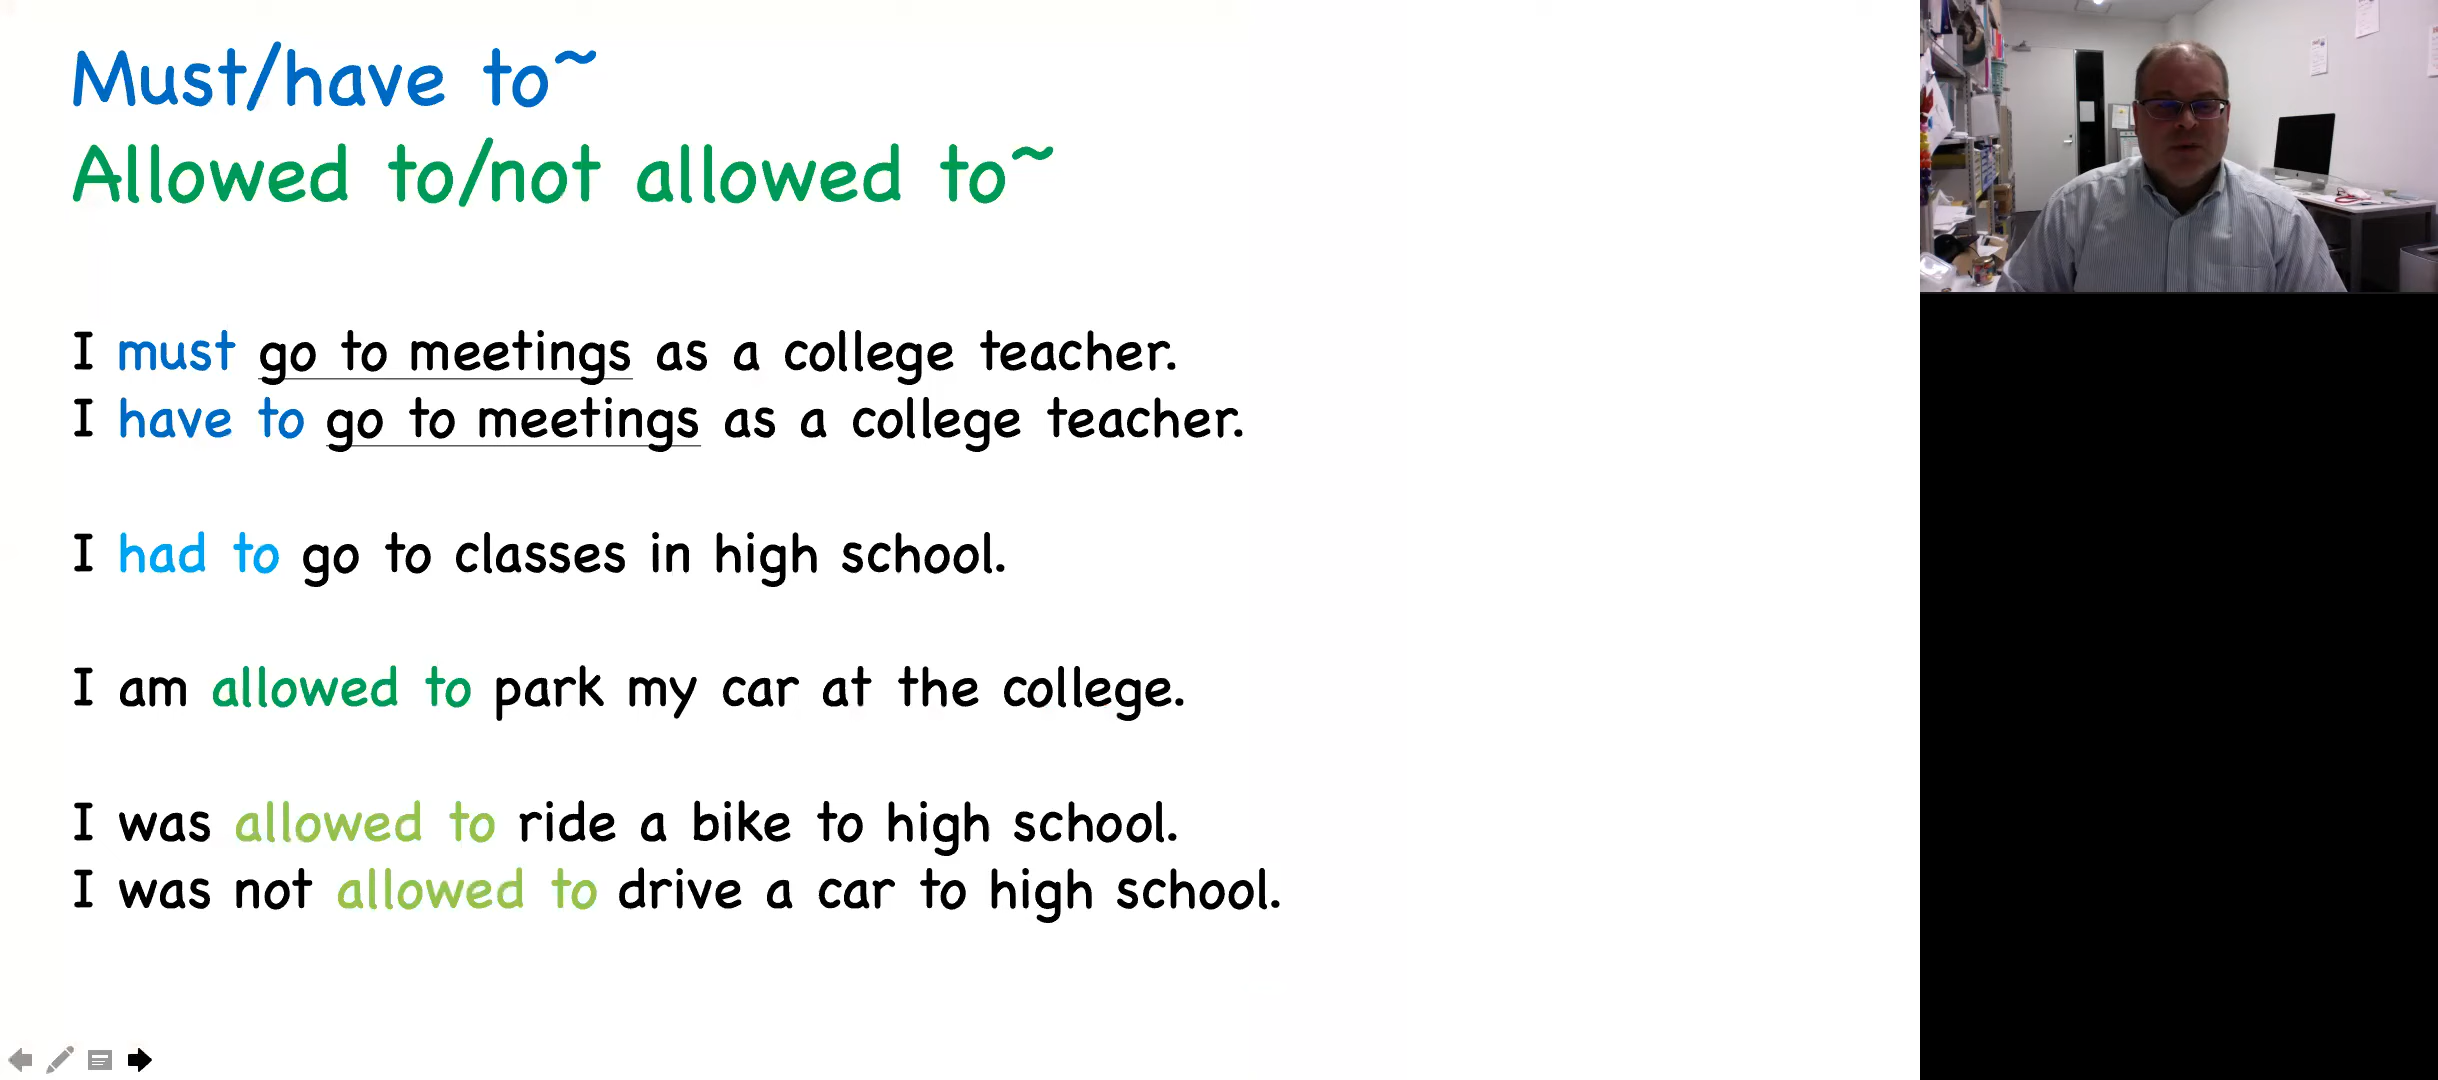 Must/have to~
Allowed to/not allowed to~
I must go to meetings as a college teacher.
I have to go to meetings as a college teacher.
I had to go to classes in high school.
I am allowed to park my car at the college.
I was allowed to ride a bike to high school.
I was not allowed to drive a car to high school.